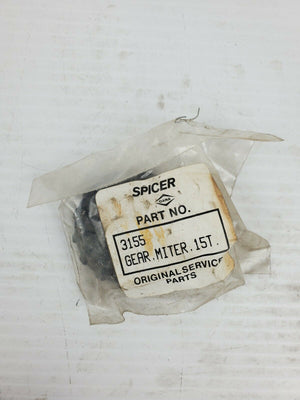 SPICER
PART NO.
3155
GEAR.MITER.15T.
ORIGINAL SERVICE
PARTS